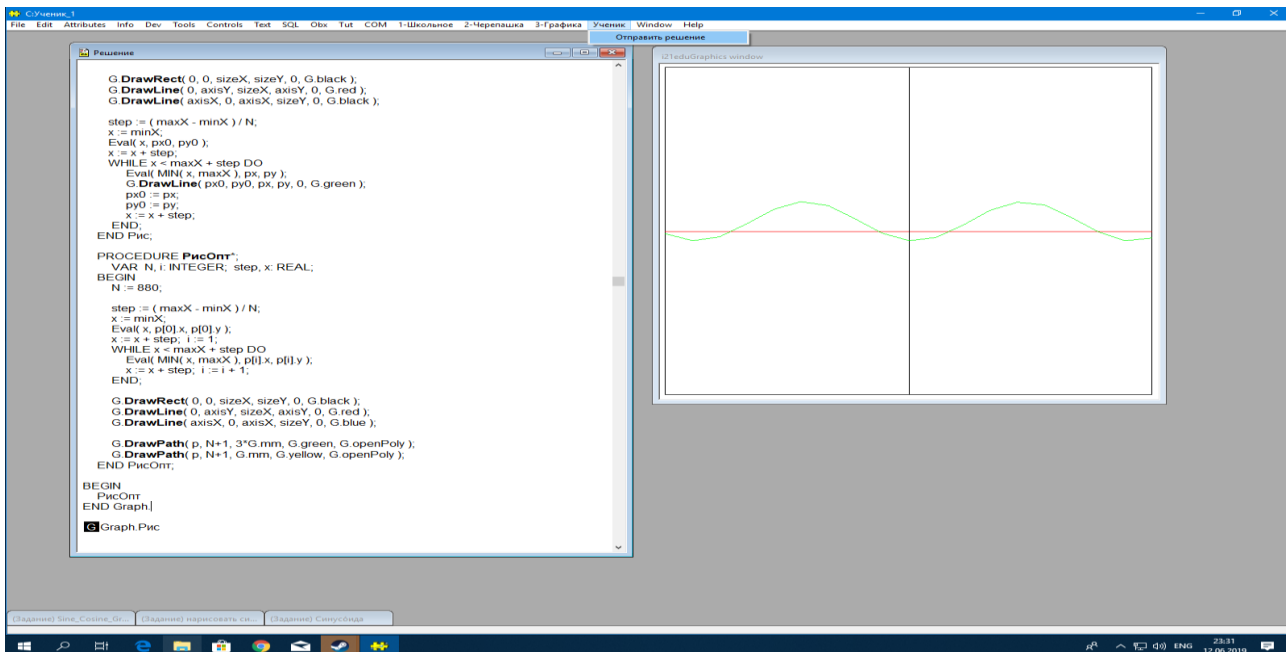 C:\Ученик_1
File Edit Attributes Info Dev Tools Controls Text SQL Obx Tut COM 1-Школьное 2-Черепашка 3-Графика Ученик Window Help
Отправить решение
Решение
i21eduGraphics window
G.DrawRect( 0, 0, sizeX, sizeY, 0, G.black );
G.DrawLine( 0, axisY, sizeX, axisY, 0, G.red );
G.DrawLine( axisX, 0, axisX, sizeY, 0, G.black );
step := ( maxX - minX ) / N;
x := minX;
Eval( x, px0, py0 );
x := x + step;
WHILE x < maxX + step DO
Eval( MIN( x, maxX ), px, py );
G.DrawLine( px0, py0, px, py, 0, G.green );
px0 := px;
py0 := py;
x := x + step;
END;
END Рис;
PROCEDURE РисОпт*;
VAR N, i: INTEGER; step, x: REAL;
BEGIN
N := 880;
step := ( maxX - minX ) / N;
x := minX;
Eval( x, p[0].x, p[0].y );
x := x + step; i := 1;
WHILE x < maxX + step DO
Eval( MIN( x, maxX ), p[i].x, p[i].y );
x := x + step; i := i + 1;
END;
G.DrawRect( 0, 0, sizeX, sizeY, 0, G.black );
G.DrawLine( 0, axisY, sizeX, axisY, 0, G.red );
G.DrawLine( axisX, 0, axisX, sizeY, 0, G.blue );
G.DrawPath( p, N+1, 3*G.mm, G.green, G.openPoly );
G.DrawPath( p, N+1, G.mm, G.yellow, G.openPoly );
END РисОпт;
BEGIN
РисОпт
END Graph.
G Graph.Рис
(Задание) Sine_Cosine_Gr... (Задание) нарисовать си... (Задание) Синусоида
ENG 23:31
12.06.2019